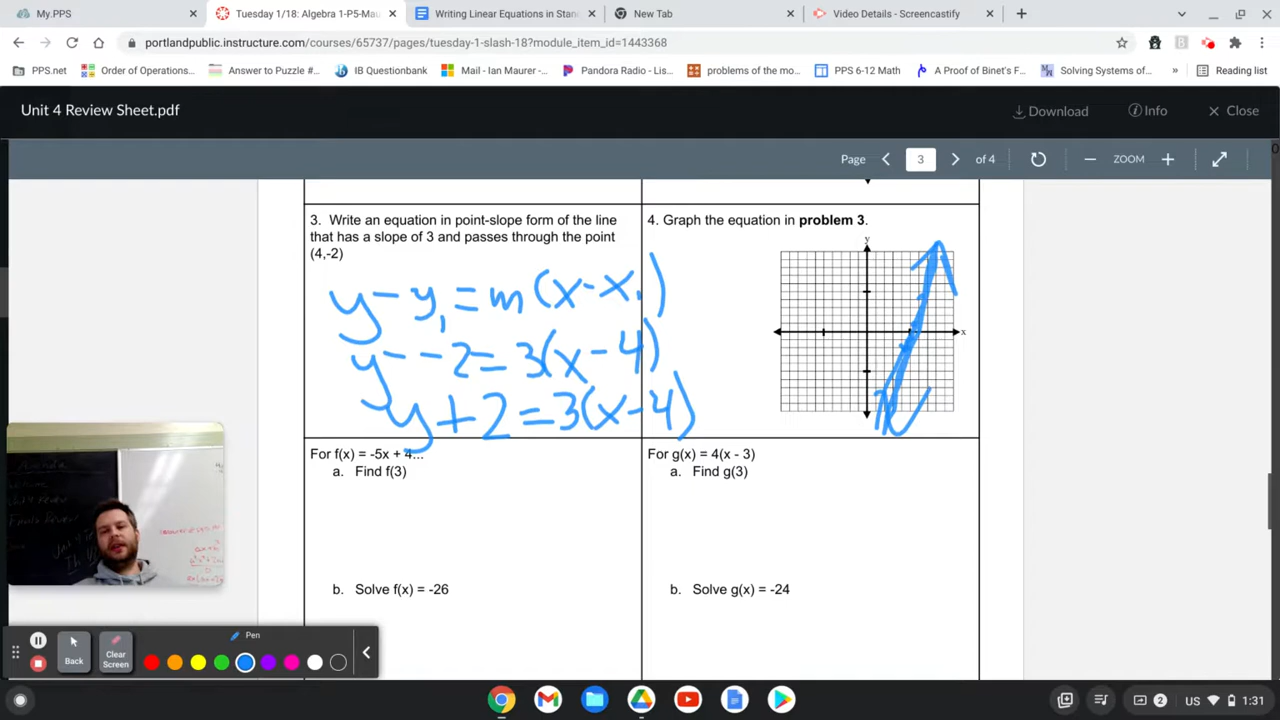 My.PPS
Tuesday 1/18: Algebra 1-P5-Mau
Writing Linear Equations in Stan
New Tab
Video Details - Screencastify
portlandpublic.instructure.com/courses/65737/pages/tuesday-1-slash-18?module_item_id=1443368
PPS.net
Order of Operations...
Answer to Puzzle #...
IB Questionbank
Mail - Ian Maurer -...
Pandora Radio - Lis...
problems of the mo...
PPS 6-12 Math
A Proof of Binet's F...
Solving Systems of...
»
Reading list
Unit 4 Review Sheet.pdf
Download
Info
Close
Page
3
of 4
ZOOM
3. Write an equation in point-slope form of the line
that has a slope of 3 and passes through the point
(4,-2)
y - y₁ = m(x - x₁)
y - - 2 = 3(x - 4)
y + 2 = 3(x - 4)
4. Graph the equation in problem 3.
y
x
For f(x) = -5x + 4...
a. Find f(3)
b. Solve f(x) = -26
For g(x) = 4(x - 3)
a. Find g(3)
b. Solve g(x) = -24
Pen
Back
Clear
Screen
2
US
1:31